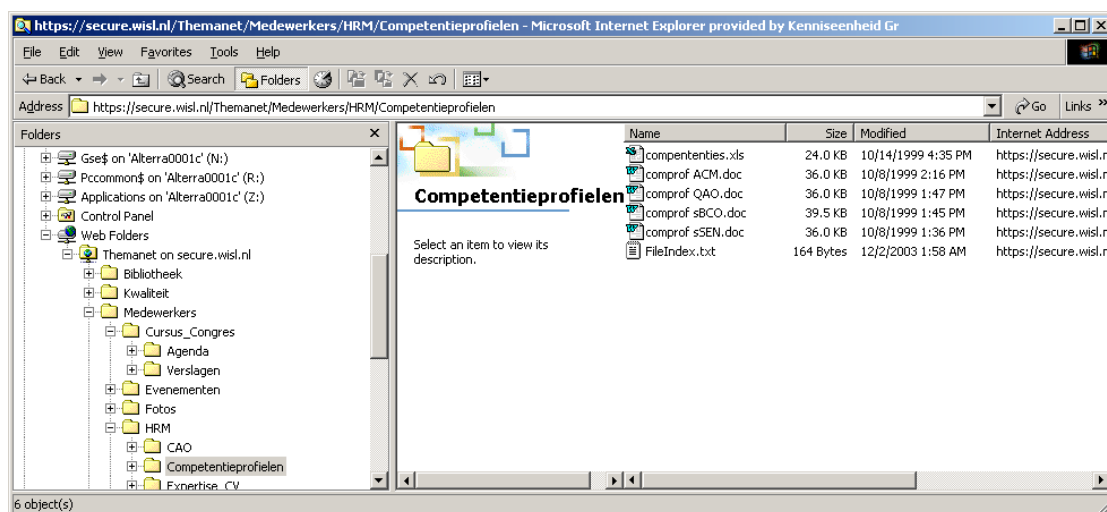 https://secure.wisl.nl/Themanet/Medewerkers/HRM/Competentieprofielen - Microsoft Internet Explorer provided by Kenniseenheid Gr
File Edit View Favorites Tools Help
Back Search Folders
Address https://secure.wisl.nl/Themanet/Medewerkers/HRM/Competentieprofielen Go Links »
Folders x
Gse$ on 'Alterra0001c' (N:)
Pccommon$ on 'Alterra0001c' (R:)
Applications on 'Alterra0001c' (Z:)
Control Panel
Web Folders
Themanet on secure.wisl.nl
Bibliotheek
Kwaliteit
Medewerkers
Cursus_Congres
Agenda
Verslagen
Evenementen
Fotos
HRM
CAO
Competentieprofielen
Expertise_CV
Competentieprofielen
Select an item to view its
description.
Name Size Modified Internet Address
compententies.xls 24.0 KB 10/14/1999 4:35 PM https://secure.wisl.r
comprof ACM.doc 36.0 KB 10/8/1999 2:16 PM https://secure.wisl.r
comprof QAO.doc 36.0 KB 10/8/1999 1:47 PM https://secure.wisl.r
comprof sBCO.doc 39.5 KB 10/8/1999 1:45 PM https://secure.wisl.r
comprof sSEN.doc 36.0 KB 10/8/1999 1:36 PM https://secure.wisl.r
FileIndex.txt 164 Bytes 12/2/2003 1:58 AM https://secure.wisl.r
6 object(s)